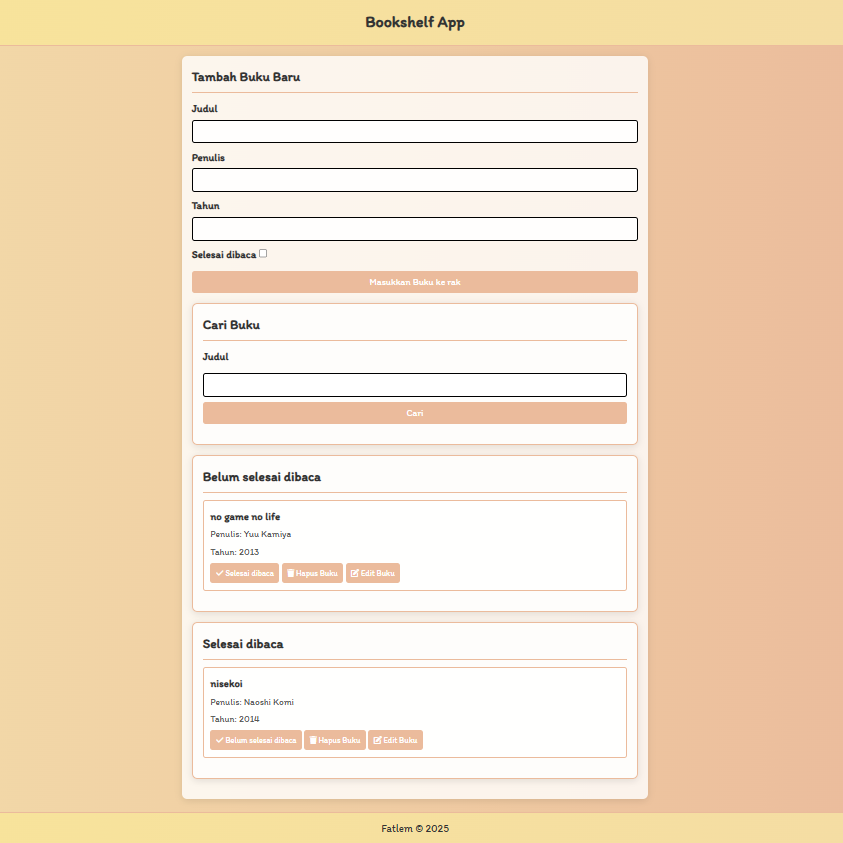 Bookshelf App
Tambah Buku Baru
Judul
Penulis
Tahun
Selesai dibaca
Masukkan Buku ke rak
Cari Buku
Judul
Cari
Belum selesai dibaca
no game no life
Penulis: Yuu Kamiya
Tahun: 2013
Selesai dibaca Hapus Buku Edit Buku
Selesai dibaca
nisekoi
Penulis: Naoshi Komi
Tahun: 2014
Belum selesai dibaca Hapus Buku Edit Buku
Fatlem © 2025